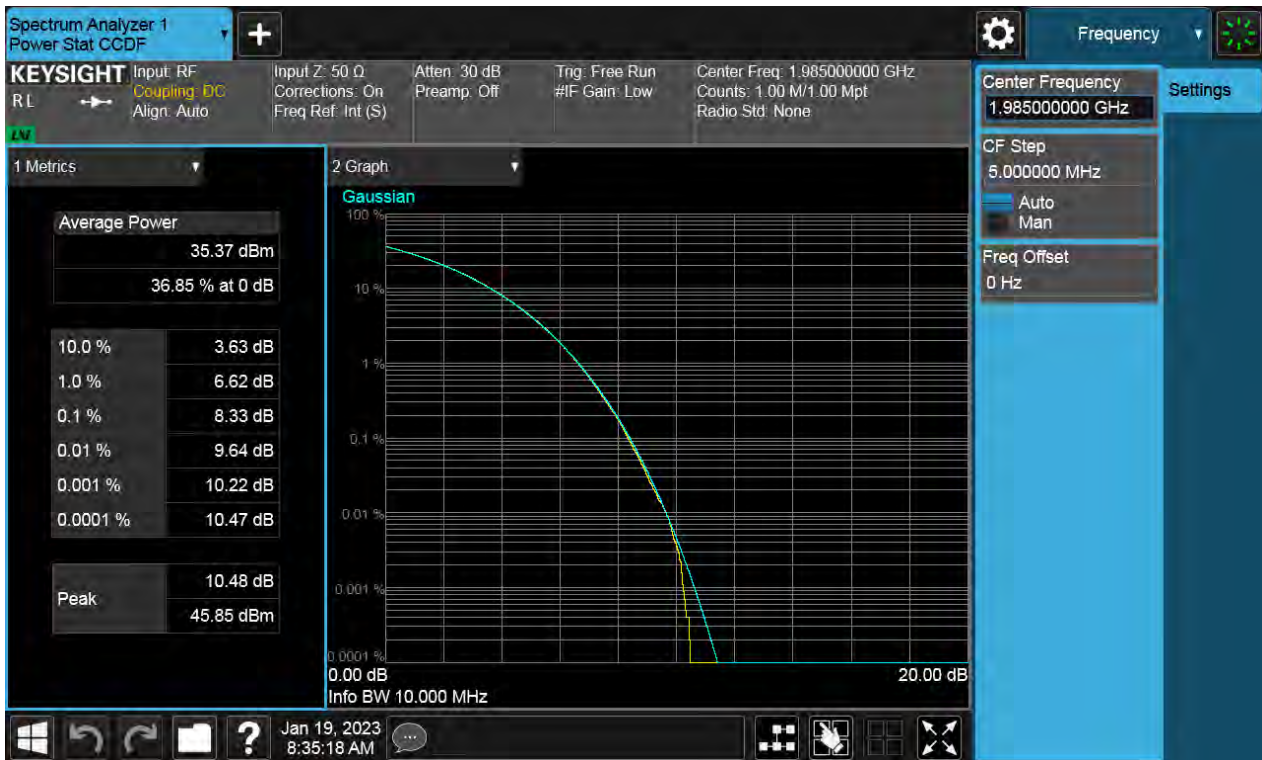 Spectrum Analyzer 1
Power Stat CCDF
+
Frequency
KEYSIGHT
R L
Input: RF
Coupling: DC
Align: Auto
Input Z: 50 Ω
Corrections: On
Freq Ref: Int (S)
Atten: 30 dB
Preamp: Off
Trig: Free Run
#IF Gain: Low
Center Freq: 1.985000000 GHz
Counts: 1.00 M/1.00 Mpt
Radio Std: None
LXI
Center Frequency
1.985000000 GHz
Settings
CF Step
5.000000 MHz
Auto
Man
Freq Offset
0 Hz
1 Metrics
Average Power
35.37 dBm
36.85 % at 0 dB
10.0 % 3.63 dB
1.0 % 6.62 dB
0.1 % 8.33 dB
0.01 % 9.64 dB
0.001 % 10.22 dB
0.0001 % 10.47 dB
Peak
10.48 dB
45.85 dBm
2 Graph
Gaussian
100 %
10 %
1 %
0.1 %
0.01 %
0.001 %
0.0001 %
0.00 dB 20.00 dB
Info BW 10.000 MHz
?
Jan 19, 2023
8:35:18 AM